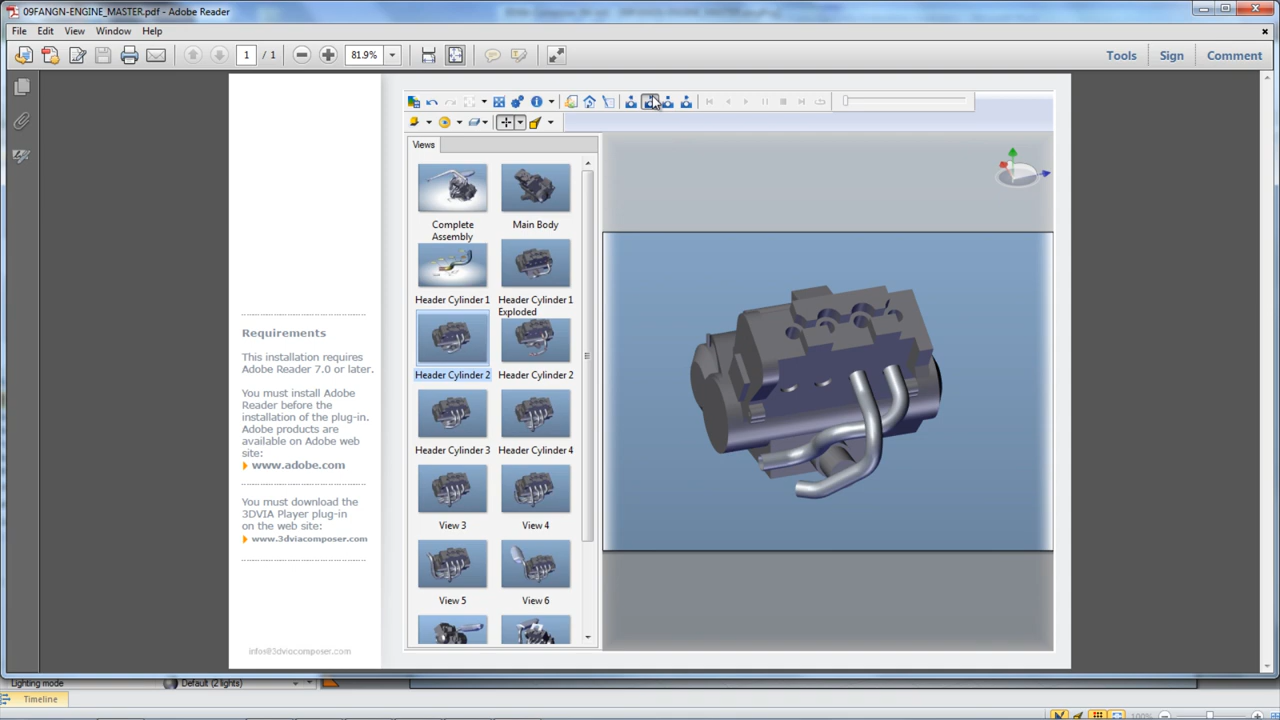 09FANGN-ENGINE_MASTER.pdf - Adobe Reader
File Edit View Window Help
1 / 1 81.9% Tools Sign Comment
Views
Complete Assembly
Main Body
Header Cylinder 1
Header Cylinder 1 Exploded
Header Cylinder 2
Header Cylinder 2
Header Cylinder 3
Header Cylinder 4
View 3
View 4
View 5
View 6
Requirements
This installation requires
Adobe Reader 7.0 or later.
You must install Adobe
Reader before the
installation of the plug-in.
Adobe products are
available on Adobe web
site:
www.adobe.com
You must download the
3DVIA Player plug-in
on the web site:
www.3dviacomposer.com
infos@3dviacomposer.com
Lighting mode Default (2 lights)
Timeline
100%